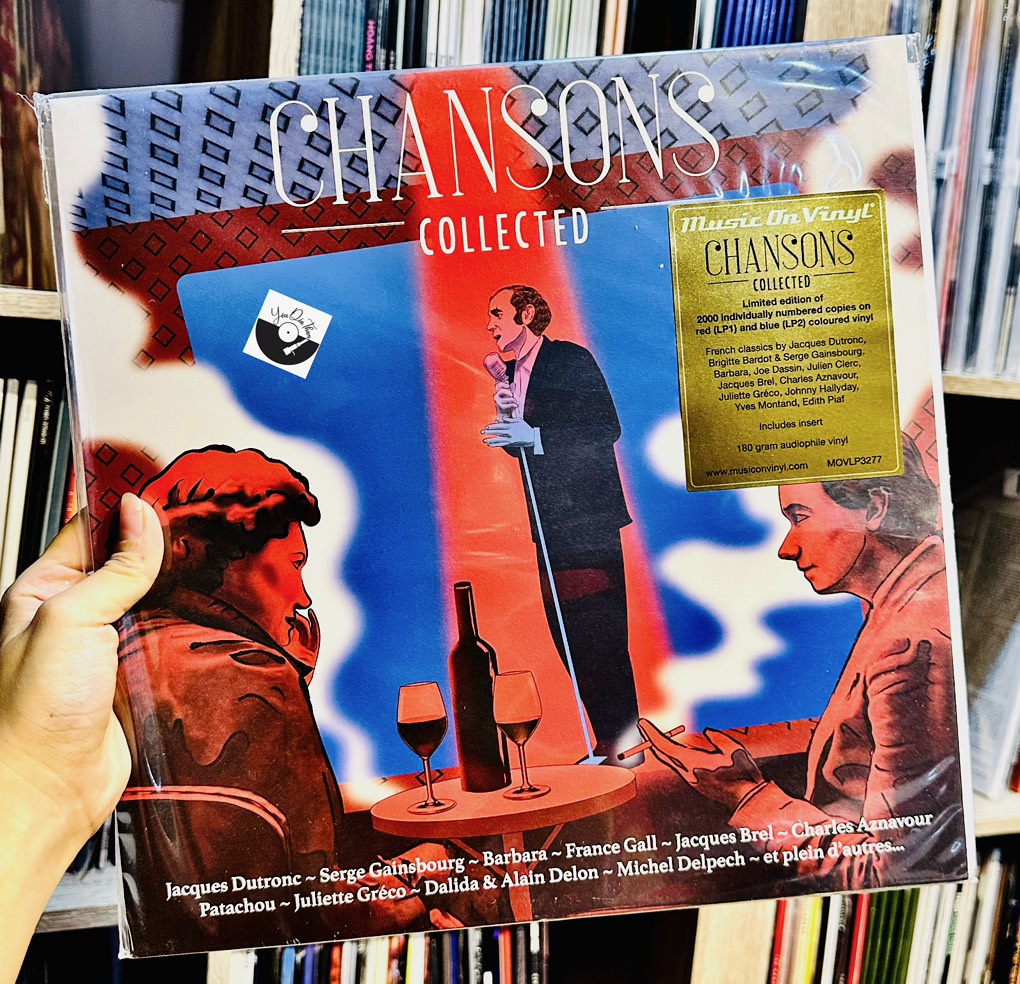 CHANSONS
COLLECTED
Music On Vinyl
CHANSONS
COLLECTED
Limited edition of
2000 individually numbered copies on
red (LP1) and blue (LP2) coloured vinyl
French classics by Jacques Dutronc,
Brigitte Bardot & Serge Gainsbourg,
Barbara, Joe Dassin, Julien Clerc,
Jacques Brel, Charles Aznavour,
Juliette Gréco, Johnny Hallyday,
Yves Montand, Edith Piaf
Includes insert
180 gram audiophile vinyl
www.musiconvinyl.com MOVLP3277
Jacques Dutronc ~ Serge Gainsbourg ~ Barbara ~ France Gall ~ Jacques Brel ~ Charles Aznavour
Patachou ~ Juliette Gréco ~ Dalida & Alain Delon ~ Michel Delpech ~ et plein d'autres...